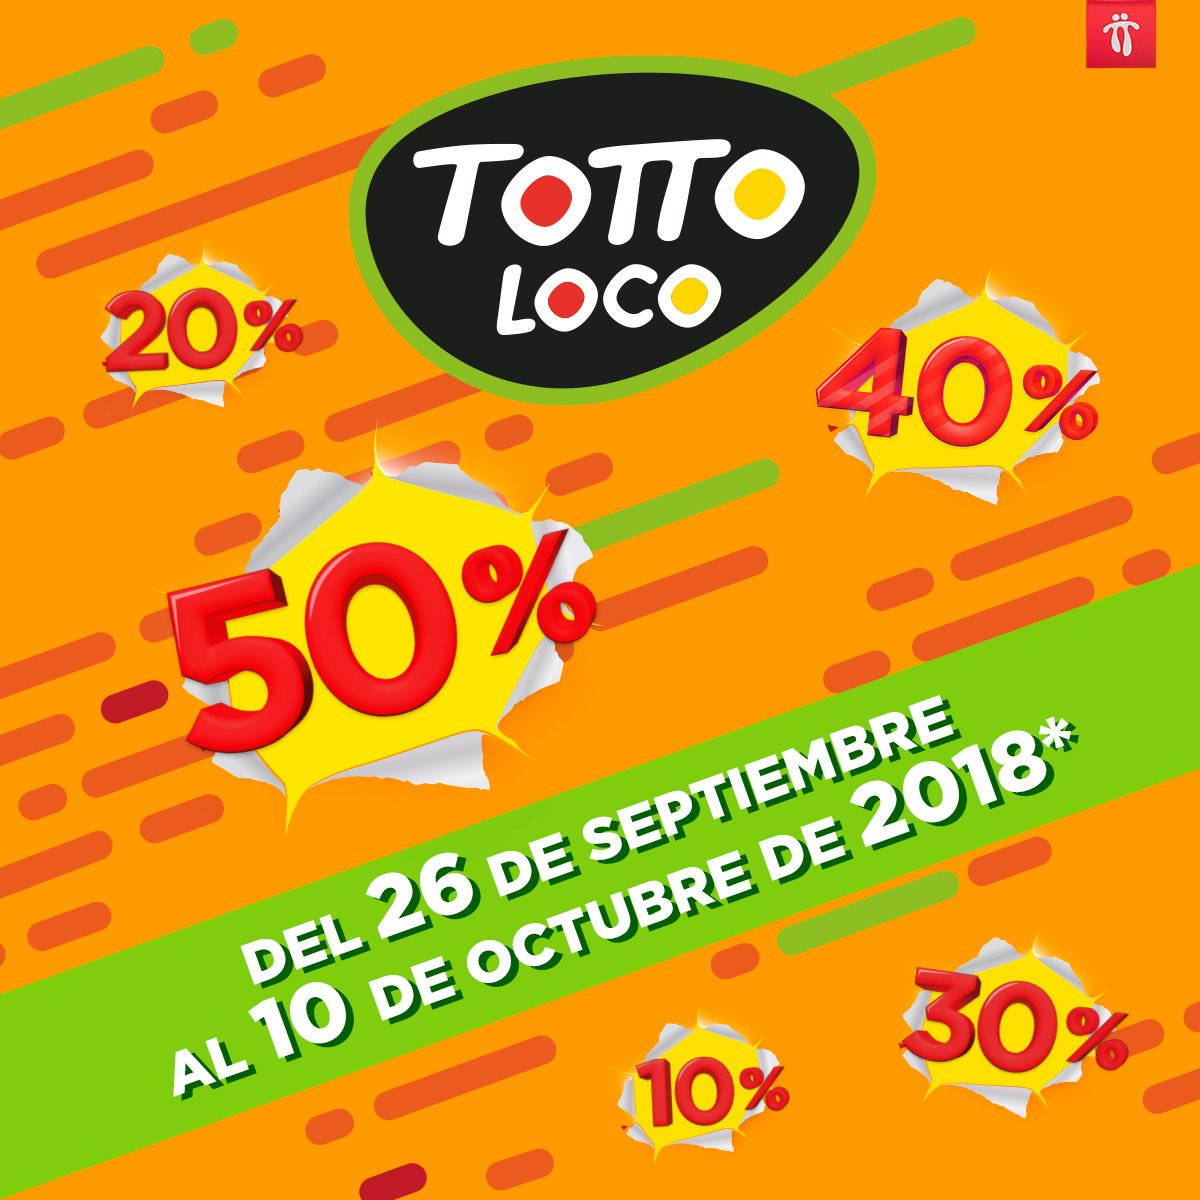 TOTTO
LOCO
20%
40%
50%
DEL 26 DE SEPTIEMBRE
AL 10 DE OCTUBRE DE 2018*
30%
10%